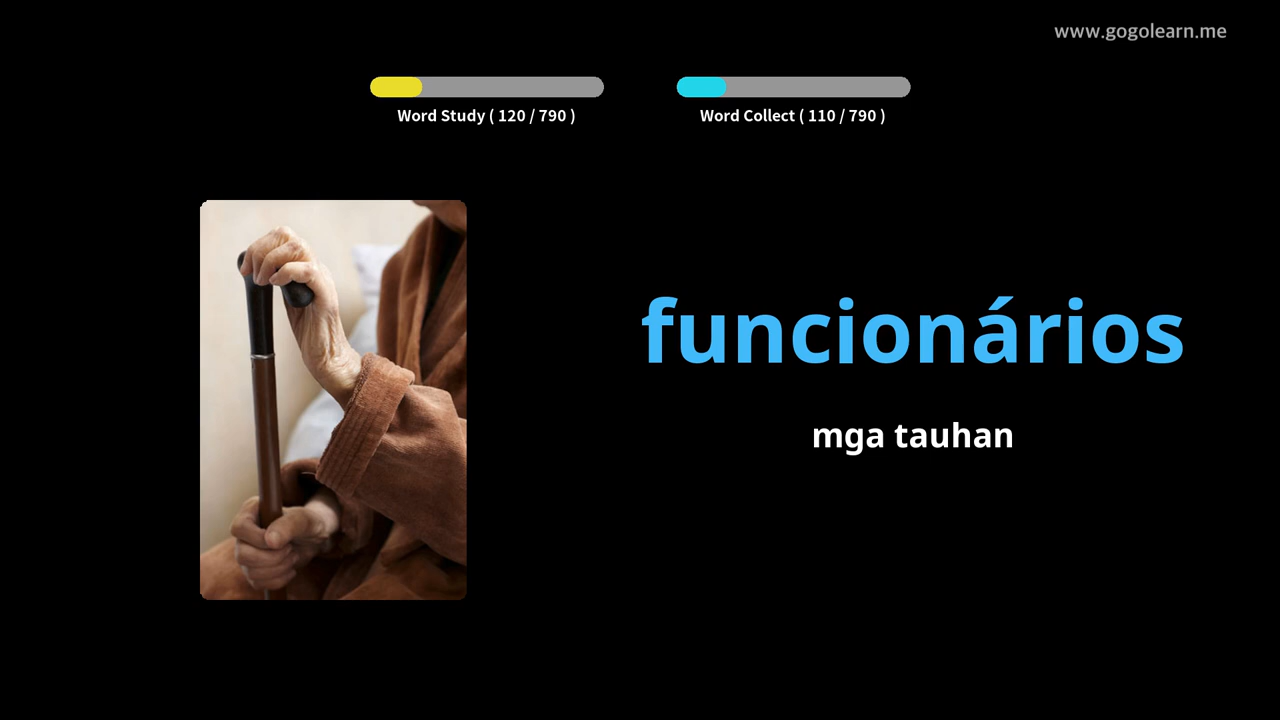 www.gogolearn.me
Word Study ( 120 / 790 )
Word Collect ( 110 / 790 )
funcionários
mga tauhan